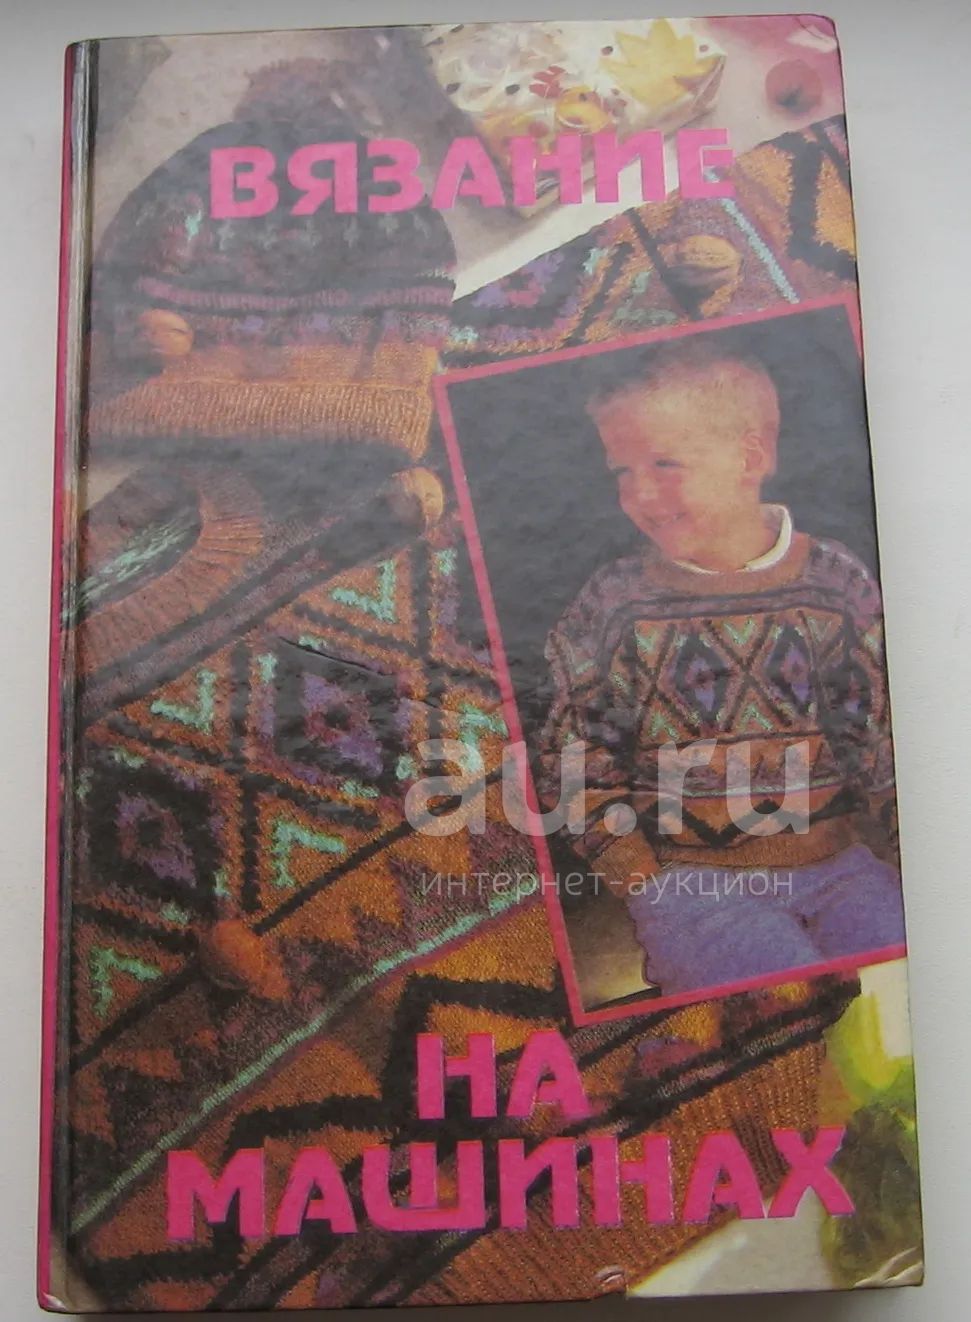 ВЯЗАНИЕ
au.ru
интернет-аукцион
НА
МАШИНАХ